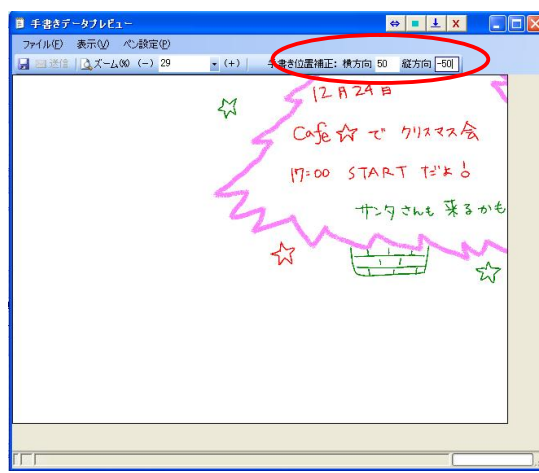 手書きデータプレビュー
ファイル(F) 表示(V) ペン設定(P)
送信 ズーム(%) (-) 29 (+) 手書き位置補正: 横方向 50 縦方向 -50
12月24日
Cafe ☆ で クリスマス会
17:00 START だよ!
サンタさんも 来るかも